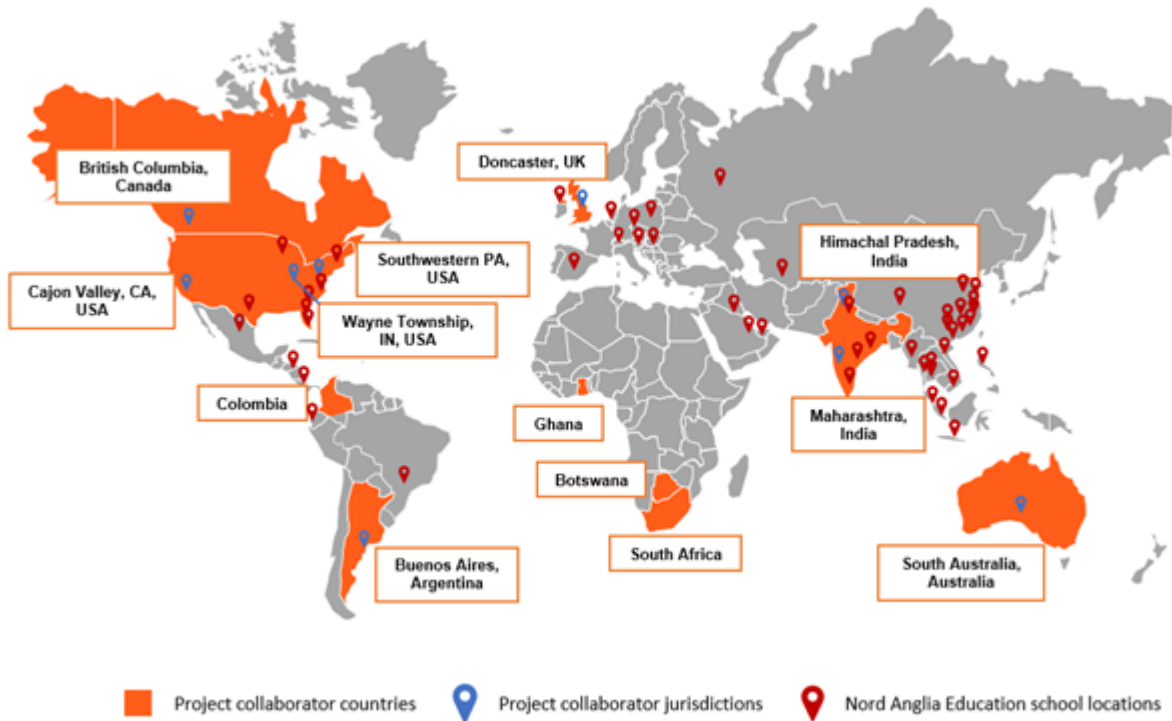 British Columbia,
Canada
Doncaster, UK
Himachal Pradesh,
India
Southwestern PA,
USA
Cajon Valley, CA,
USA
Wayne Township,
IN, USA
Colombia
Ghana
Maharashtra,
India
Botswana
South Africa
Buenos Aires,
Argentina
South Australia,
Australia
Project collaborator countries
Project collaborator jurisdictions
Nord Anglia Education school locations